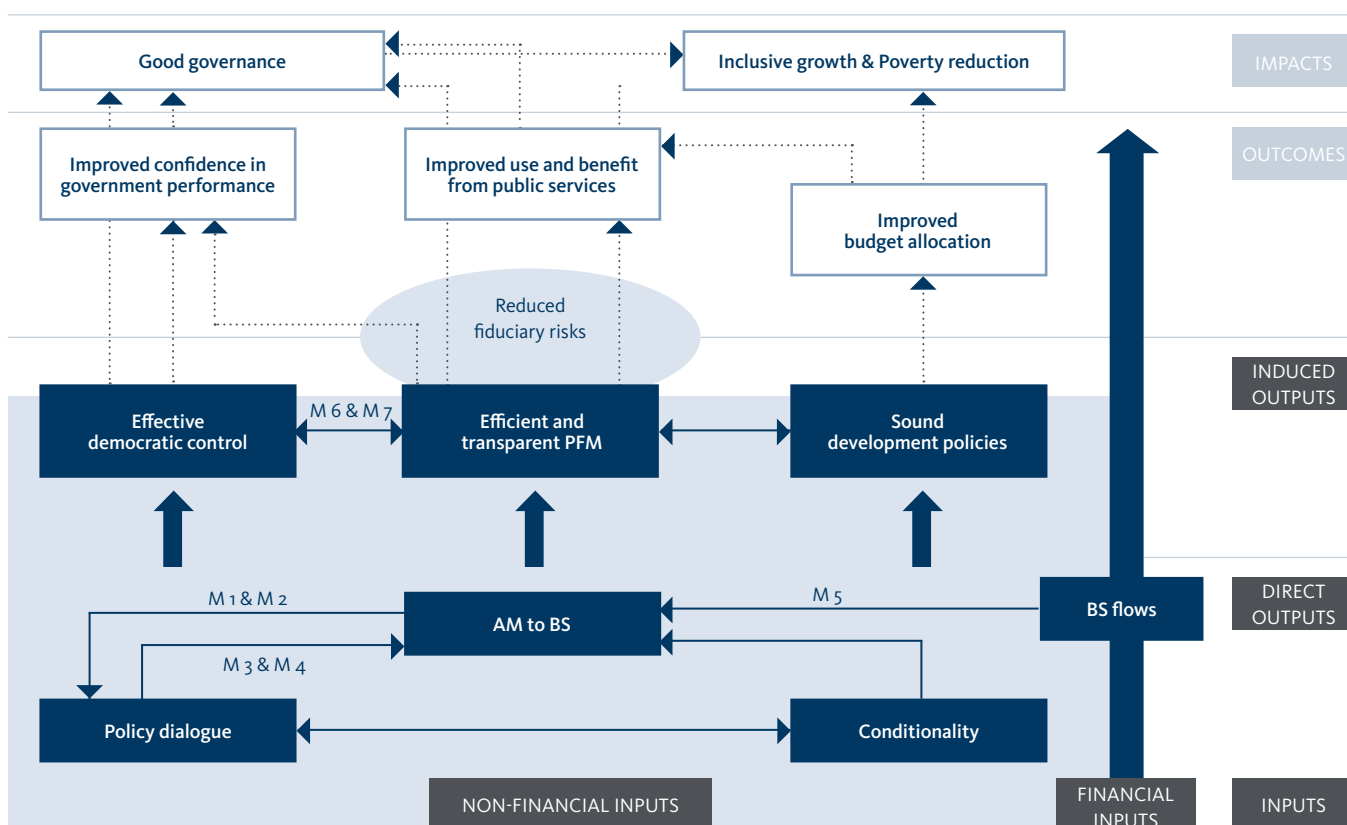 Good governance
Inclusive growth & Poverty reduction
IMPACTS
Improved confidence in
government performance
Improved use and benefit
from public services
OUTCOMES
Improved
budget allocation
Reduced
fiduciary risks
INDUCED
OUTPUTS
Effective
democratic control
M 6 & M 7
Efficient and
transparent PFM
Sound
development policies
M 1 & M 2
AM to BS
M 5
BS flows
DIRECT
OUTPUTS
M 3 & M 4
Policy dialogue
Conditionality
NON-FINANCIAL INPUTS
FINANCIAL
INPUTS
INPUTS